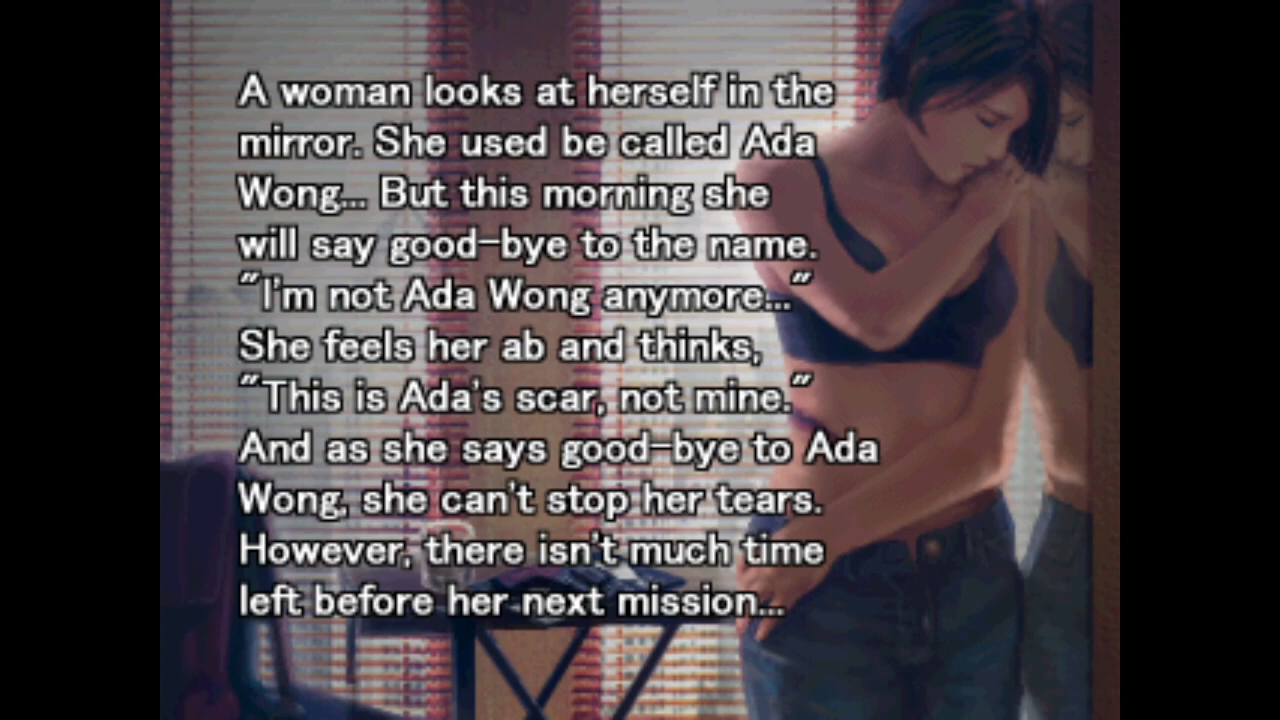 A woman looks at herself in the
mirror. She used be called Ada
Wong... But this morning she
will say good-bye to the name.
"I'm not Ada Wong anymore..."
She feels her ab and thinks,
"This is Ada's scar, not mine."
And as she says good-bye to Ada
Wong, she can't stop her tears.
However, there isn't much time
left before her next mission...